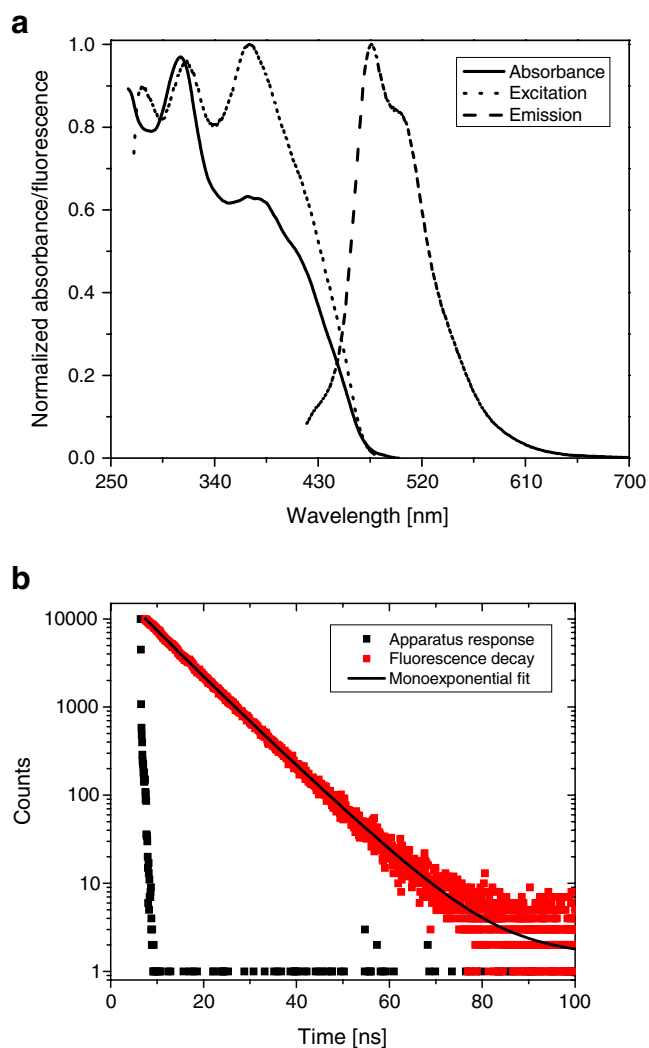 a
Normalized absorbance/fluorescence
1.0
0.8
0.6
0.4
0.2
0.0
Absorbance
Excitation
Emission
250 340 430 520 610 700
Wavelength [nm]
b
Counts
10000
1000
100
10
1
Apparatus response
Fluorescence decay
Monoexponential fit
0 20 40 60 80 100
Time [ns]